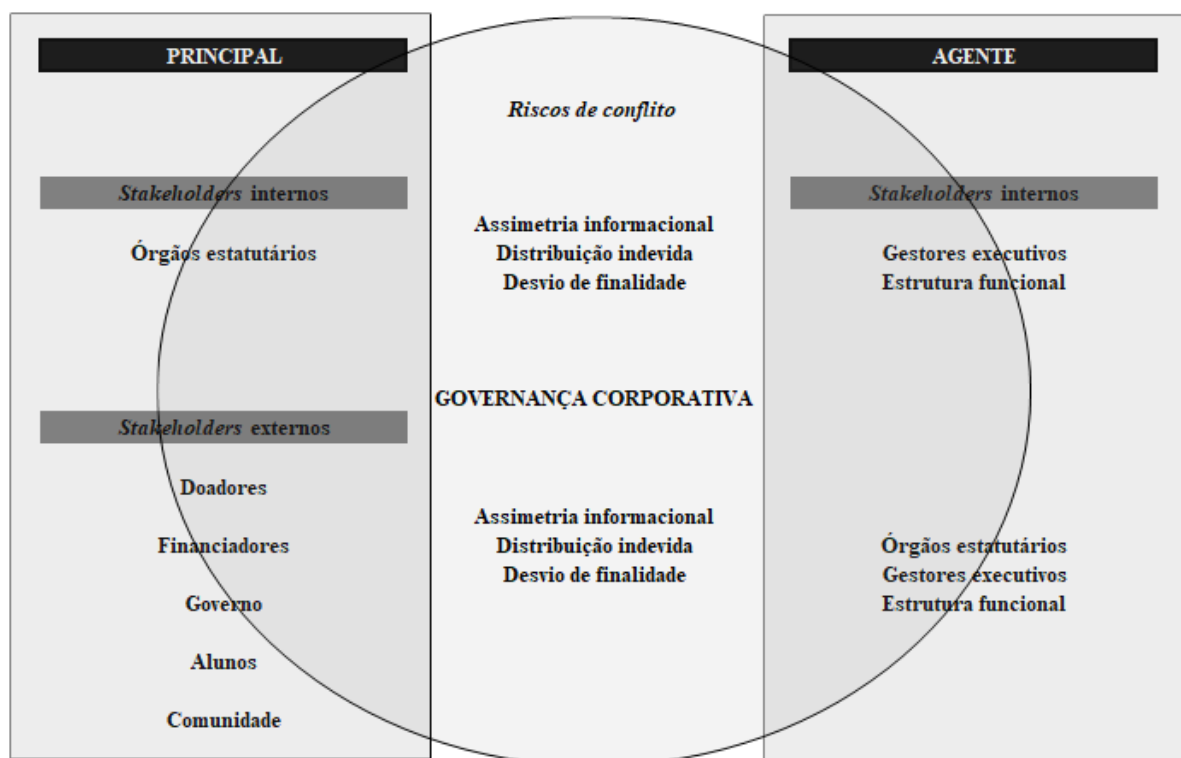 PRINCIPAL
Stakeholders internos
Órgãos estatutários
Stakeholders externos
Doadores
Financiadores
Governo
Alunos
Comunidade
Riscos de conflito
Assimetria informacional
Distribuição indevida
Desvio de finalidade
GOVERNANÇA CORPORATIVA
Assimetria informacional
Distribuição indevida
Desvio de finalidade
AGENTE
Stakeholders internos
Gestores executivos
Estrutura funcional
Órgãos estatutários
Gestores executivos
Estrutura funcional